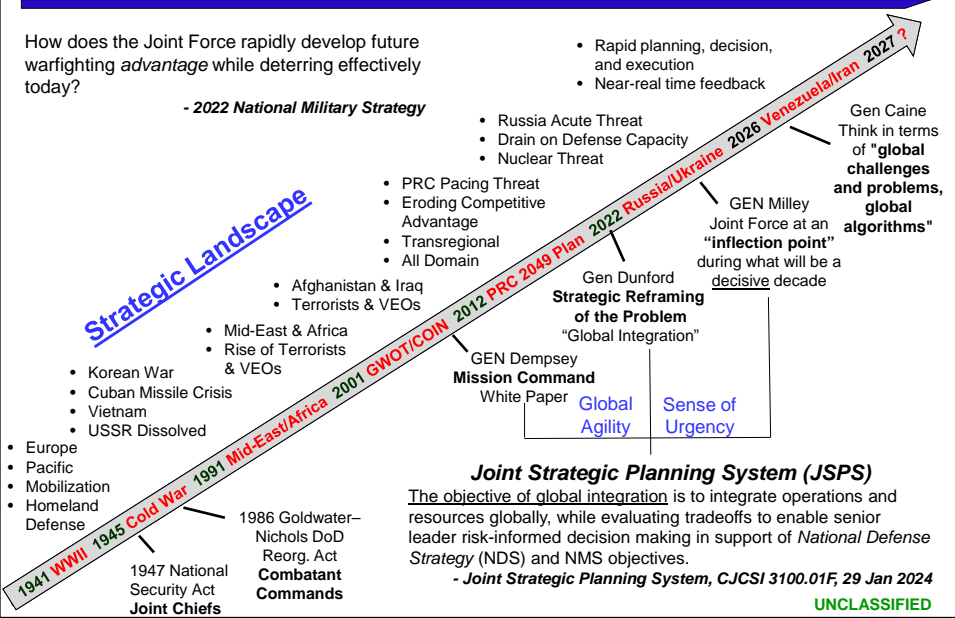 How does the Joint Force rapidly develop future
warfighting advantage while deterring effectively
today?
- 2022 National Military Strategy
• Rapid planning, decision,
and execution
• Near-real time feedback
• Russia Acute Threat
• Drain on Defense Capacity
• Nuclear Threat
• PRC Pacing Threat
• Eroding Competitive
Advantage
• Transregional
• All Domain
• Afghanistan & Iraq
• Terrorists & VEOs
• Mid-East & Africa
• Rise of Terrorists
& VEOs
• Korean War
• Cuban Missile Crisis
• Vietnam
• USSR Dissolved
• Europe
• Pacific
• Mobilization
• Homeland
Defense
Strategic Landscape
1941 WWII 1945 Cold War 1991 Mid-East/Africa 2001 GWOT/COIN 2012 PRC 2049 Plan 2022 Russia/Ukraine 2026 Venezuela/Iran 2027 ?
1947 National
Security Act
Joint Chiefs
1986 Goldwater–
Nichols DoD
Reorg. Act
Combatant
Commands
GEN Dempsey
Mission Command
White Paper
Gen Dunford
Strategic Reframing
of the Problem
“Global Integration”
GEN Milley
Joint Force at an
“inflection point”
during what will be a
decisive decade
Gen Caine
Think in terms
of "global
challenges
and problems,
global
algorithms"
Global
Agility
Sense of
Urgency
Joint Strategic Planning System (JSPS)
The objective of global integration is to integrate operations and
resources globally, while evaluating tradeoffs to enable senior
leader risk-informed decision making in support of National Defense
Strategy (NDS) and NMS objectives.
- Joint Strategic Planning System, CJCSI 3100.01F, 29 Jan 2024
UNCLASSIFIED